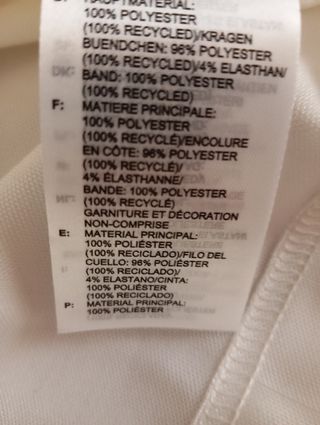 HAUPTMATERIAL:
100% POLYESTER
(100% RECYCLED)/KRAGEN
BUENDCHEN: 96% POLYESTER
(100% RECYCLED)/4% ELASTHAN/
BAND: 100% POLYESTER
(100% RECYCLED)
F: MATIERE PRINCIPALE:
100% POLYESTER
(100% RECYCLÉ)/ENCOLURE
EN CÔTE: 96% POLYESTER
(100% RECYCLÉ)/
4% ÉLASTHANNE/
BANDE: 100% POLYESTER
(100% RECYCLÉ)
GARNITURE ET DÉCORATION
NON-COMPRISE
E: MATERIAL PRINCIPAL:
100% POLIÉSTER
(100% RECICLADO)/FILO DEL
CUELLO: 96% POLIÉSTER
(100% RECICLADO)/
4% ELASTANO/CINTA:
100% POLIÉSTER
(100% RECICLADO)
P: MATERIAL PRINCIPAL:
100% POLIÉSTER